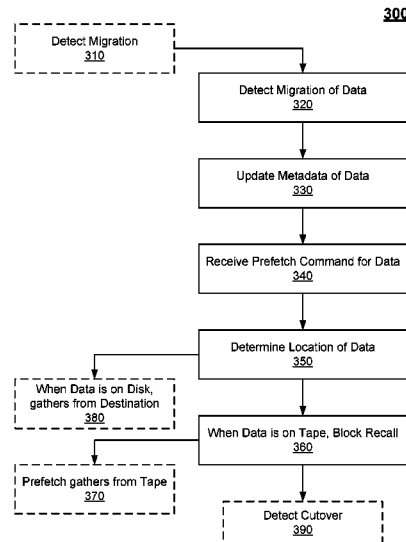 300
Detect Migration
310
Detect Migration of Data
320
Update Metadata of Data
330
Receive Prefetch Command for Data
340
Determine Location of Data
350
When Data is on Disk,
gathers from Destination
380
When Data is on Tape, Block Recall
360
Prefetch gathers from Tape
370
Detect Cutover
390